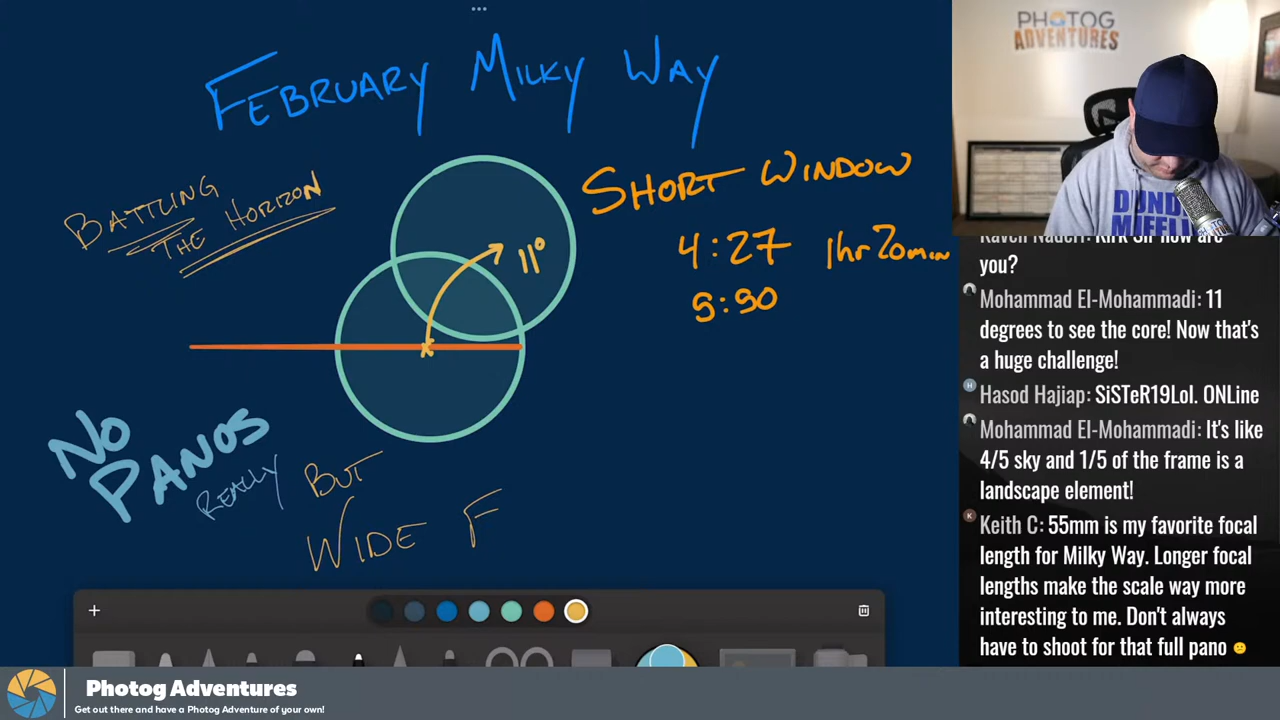 FEBRUARY MILKY WAY
BATTLING
THE HORIZON
11°
SHORT WINDOW
4:27 1hr 20min
5:50
NO
PANOS
REALLY BUT
WIDE F
PHOTOG
ADVENTURES
DUND
MIFFLIN
you?
Mohammad El-Mohammadi: 11
degrees to see the core! Now that's
a huge challenge!
H
Hasod Hajiap: SiSTeR19Lol. ONLine
Mohammad El-Mohammadi: It's like
4/5 sky and 1/5 of the frame is a
landscape element!
K
Keith C: 55mm is my favorite focal
length for Milky Way. Longer focal
lengths make the scale way more
interesting to me. Don't always
have to shoot for that full pano 🙁
Photog Adventures
Get out there and have a Photog Adventure of your own!